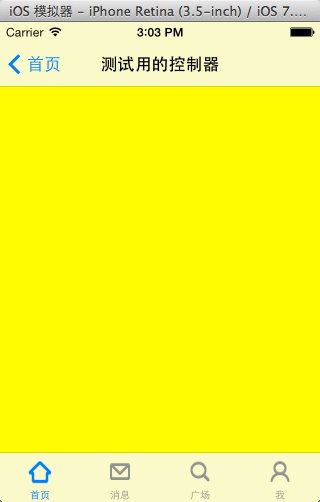 iOS 模拟器 – iPhone Retina (3.5-inch) / iOS 7....
Carrier 3:03 PM
首页 测试用的控制器
首页 消息 广场 我